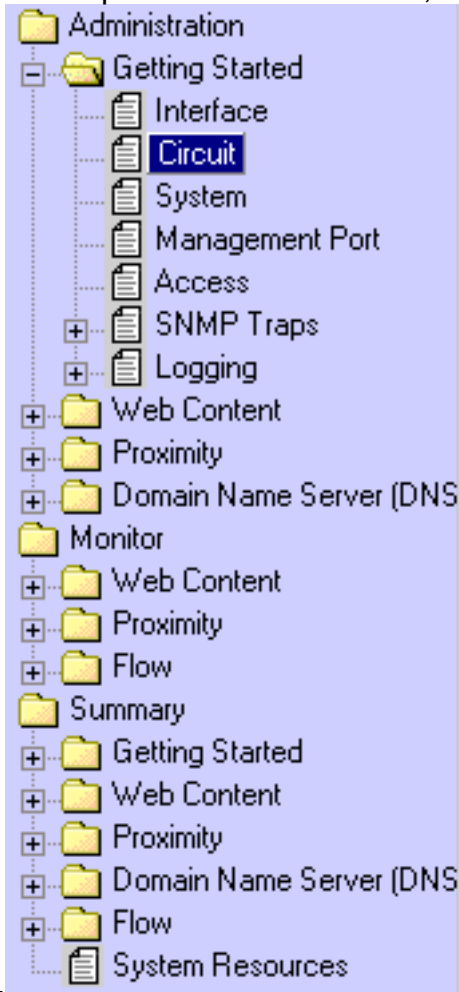 Administration
Getting Started
Interface
Circuit
System
Management Port
Access
SNMP Traps
Logging
Web Content
Proximity
Domain Name Server (DNS
Monitor
Web Content
Proximity
Flow
Summary
Getting Started
Web Content
Proximity
Domain Name Server (DNS
Flow
System Resources